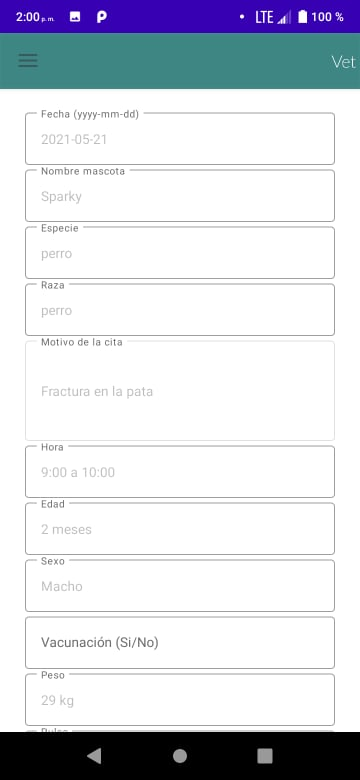 2:00 p. m. LTE 100 %
Vet
Fecha (yyyy-mm-dd)
2021-05-21
Nombre mascota
Sparky
Especie
perro
Raza
perro
Motivo de la cita
Fractura en la pata
Hora
9:00 a 10:00
Edad
2 meses
Sexo
Macho
Vacunación (Si/No)
Peso
29 kg